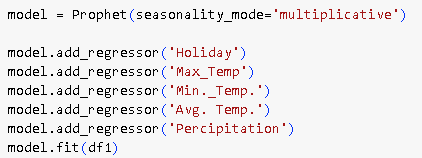 model = Prophet(seasonality_mode='multiplicative')
model.add_regressor('Holiday')
model.add_regressor('Max_Temp')
model.add_regressor('Min._Temp.')
model.add_regressor('Avg. Temp.')
model.add_regressor('Percipitation')
model.fit(df1)